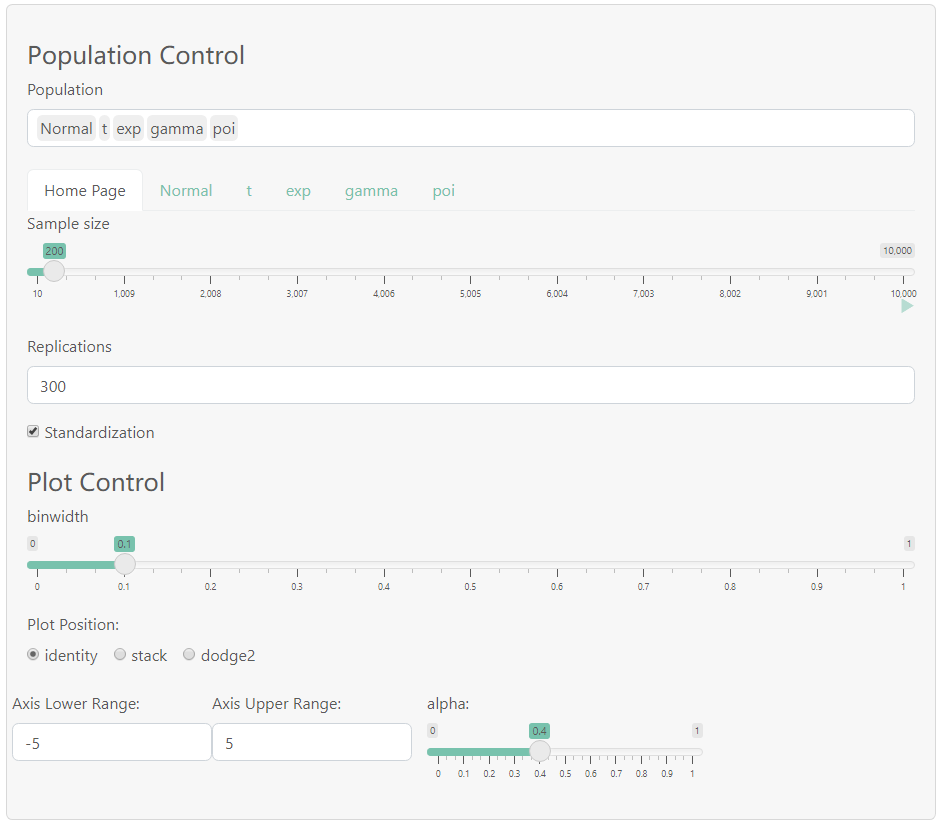 Population Control
Population
Normal t exp gamma poi
Home Page Normal t exp gamma poi
Sample size
200 10,000
10 1,009 2,008 3,007 4,006 5,005 6,004 7,003 8,002 9,001 10,000
Replications
300
Standardization
Plot Control
binwidth
0 0.1 1
0 0.1 0.2 0.3 0.4 0.5 0.6 0.7 0.8 0.9 1
Plot Position:
identity stack dodge2
Axis Lower Range: Axis Upper Range: alpha:
0 0.4 1
-5 5
0 0.1 0.2 0.3 0.4 0.5 0.6 0.7 0.8 0.9 1